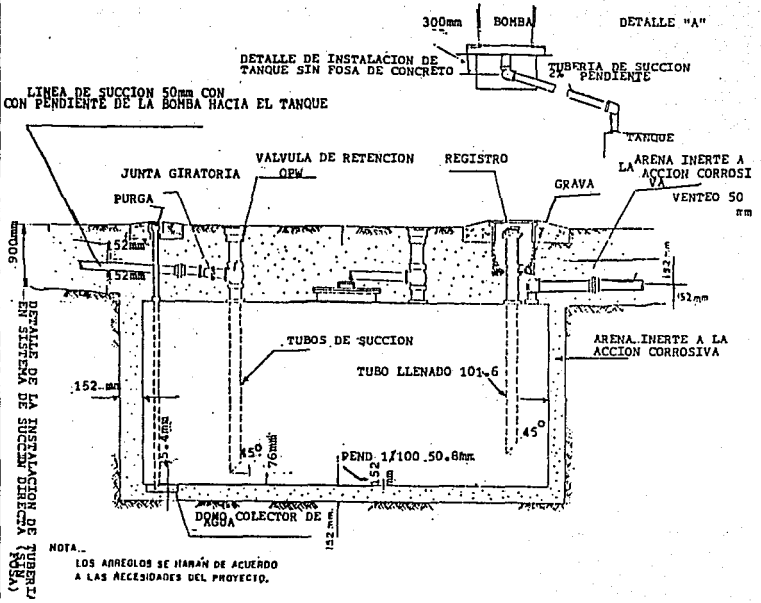 300mm BOMBA DETALLE "A"
DETALLE DE INSTALACION DE
TANQUE SIN FOSA DE CONCRETO
TUBERIA DE SUCCION
2% PENDIENTE
LINEA DE SUCCION 50mm CON
CON PENDIENTE DE LA BOMBA HACIA EL TANQUE
TANQUE
JUNTA GIRATORIA
VALVULA DE RETENCION
OPW
REGISTRO
LA ARENA INERTE A
ACCION CORROSI
VA
PURGA
GRAVA
VENTEO 50
mm
900mm
152mm
152mm
152mm
152mm
TUBOS DE SUCCION
ARENA INERTE A LA
ACCION CORROSIVA
TUBO LLENADO 101.6
152 mm
25.4mm
45°
76mm
45°
PEND 1/100 50.8mm
152
mm
DOMO COLECTOR DE
AGUA
152mm
DETALLE DE LA INSTALACION DE TUBERIA
EN SISTEMA DE SUCCION DIRECTA (SIN
FOSA)
NOTA..
LOS ARREGLOS SE HARAN DE ACUERDO
A LAS NECESIDADES DEL PROYECTO.